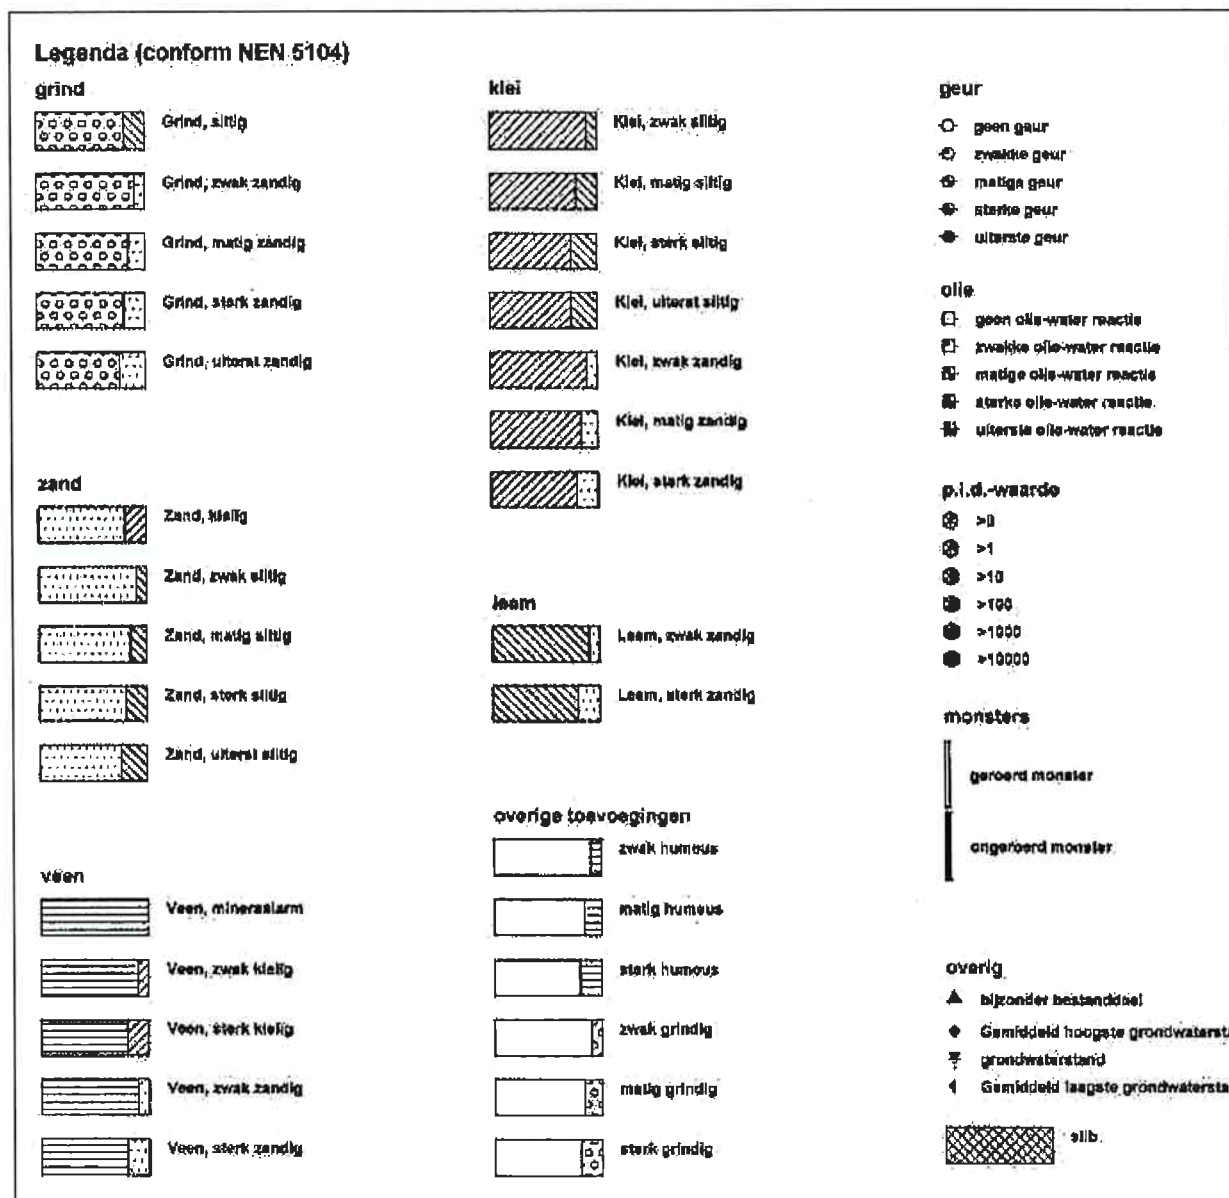 Legenda (conform NEN 5104)
grind
Grind, siltig
Grind, zwak zandig
Grind, matig zandig
Grind, sterk zandig
Grind, uiterst zandig
zand
Zand, kleiig
Zand, zwak siltig
Zand, matig siltig
Zand, sterk siltig
Zand, uiterst siltig
veen
Veen, mineraalarm
Veen, zwak kleiig
Veen, sterk kleiig
Veen, zwak zandig
Veen, sterk zandig
klei
Klei, zwak siltig
Klei, matig siltig
Klei, sterk siltig
Klei, uiterst siltig
Klei, zwak zandig
Klei, matig zandig
Klei, sterk zandig
leem
Leem, zwak zandig
Leem, sterk zandig
overige toevoegingen
zwak humeus
matig humeus
sterk humeus
zwak grindig
matig grindig
sterk grindig
geur
geen geur
zwakke geur
matige geur
sterke geur
uiterste geur
olie
geen olie-water reactie
zwakke olie-water reactie
matige olie-water reactie
sterke olie-water reactie
uiterste olie-water reactie
p.i.d.-waarde
>0
>1
>10
>100
>1000
>10000
monsters
geroerd monster
ongeroerd monster
overig
bijzonder bestanddeel
Gemiddeld hoogste grondwatersta
grondwaterstand
Gemiddeld laagste grondwatersta
slib